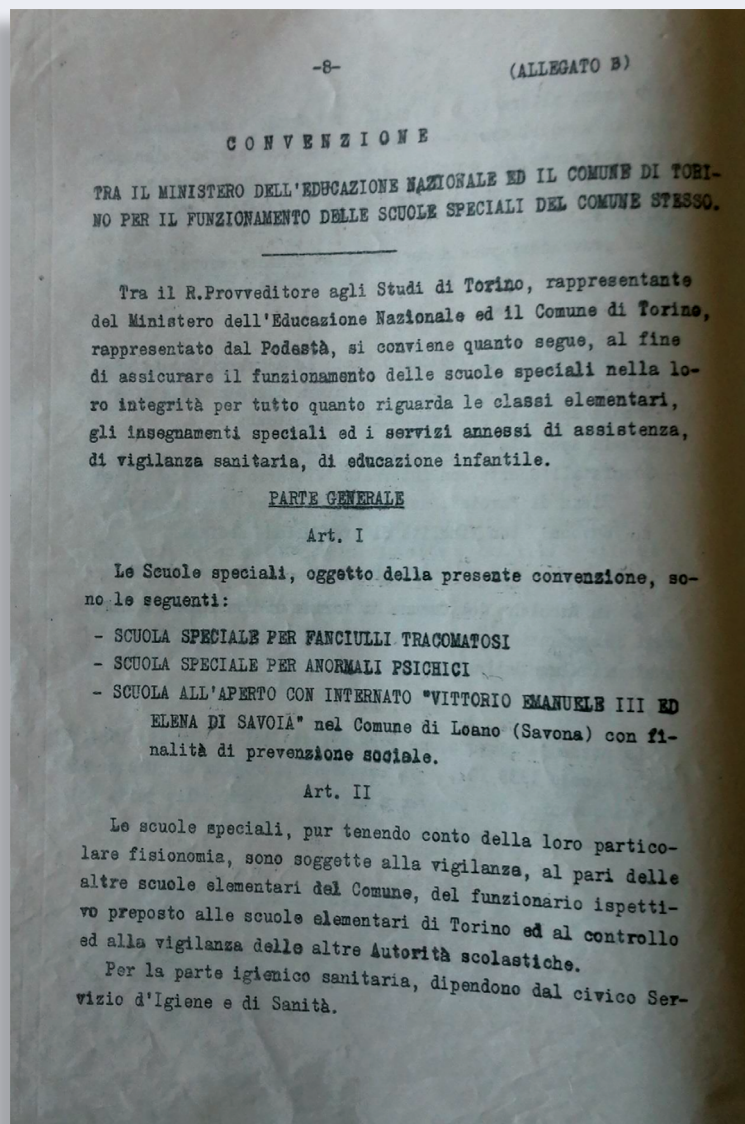 -8-
(ALLEGATO B)
CONVENZIONE
TRA IL MINISTERO DELL'EDUCAZIONE NAZIONALE ED IL COMUNE DI TORI-
NO PER IL FUNZIONAMENTO DELLE SCUOLE SPECIALI DEL COMUNE STESSO.
Tra il R.Provveditore agli Studi di Torino, rappresentante
del Ministero dell'Educazione Nazionale ed il Comune di Torino,
rappresentato dal Podestà, si conviene quanto segue, al fine
di assicurare il funzionamento delle scuole speciali nella lo-
ro integrità per tutto quanto riguarda le classi elementari,
gli insegnamenti speciali ed i servizi annessi di assistenza,
di vigilanza sanitaria, di educazione infantile.
PARTE GENERALE
Art. I
Le Scuole speciali, oggetto della presente convenzione, so-
no le seguenti:
- SCUOLA SPECIALE PER FANCIULLI TRACOMATOSI
- SCUOLA SPECIALE PER ANORMALI PSICHICI
- SCUOLA ALL'APERTO CON INTERNATO "VITTORIO EMANUELE III ED
ELENA DI SAVOIA" nel Comune di Loano (Savona) con fi-
nalità di prevenzione sociale.
Art. II
Le scuole speciali, pur tenendo conto della loro partico-
lare fisionomia, sono soggette alla vigilanza, al pari delle
altre scuole elementari del Comune, del funzionario ispetti-
vo preposto alle scuole elementari di Torino ed al controllo
ed alla vigilanza delle altre Autorità scolastiche.
Per la parte igienico sanitaria, dipendono dal civico Ser-
vizio d'Igiene e di Sanità.